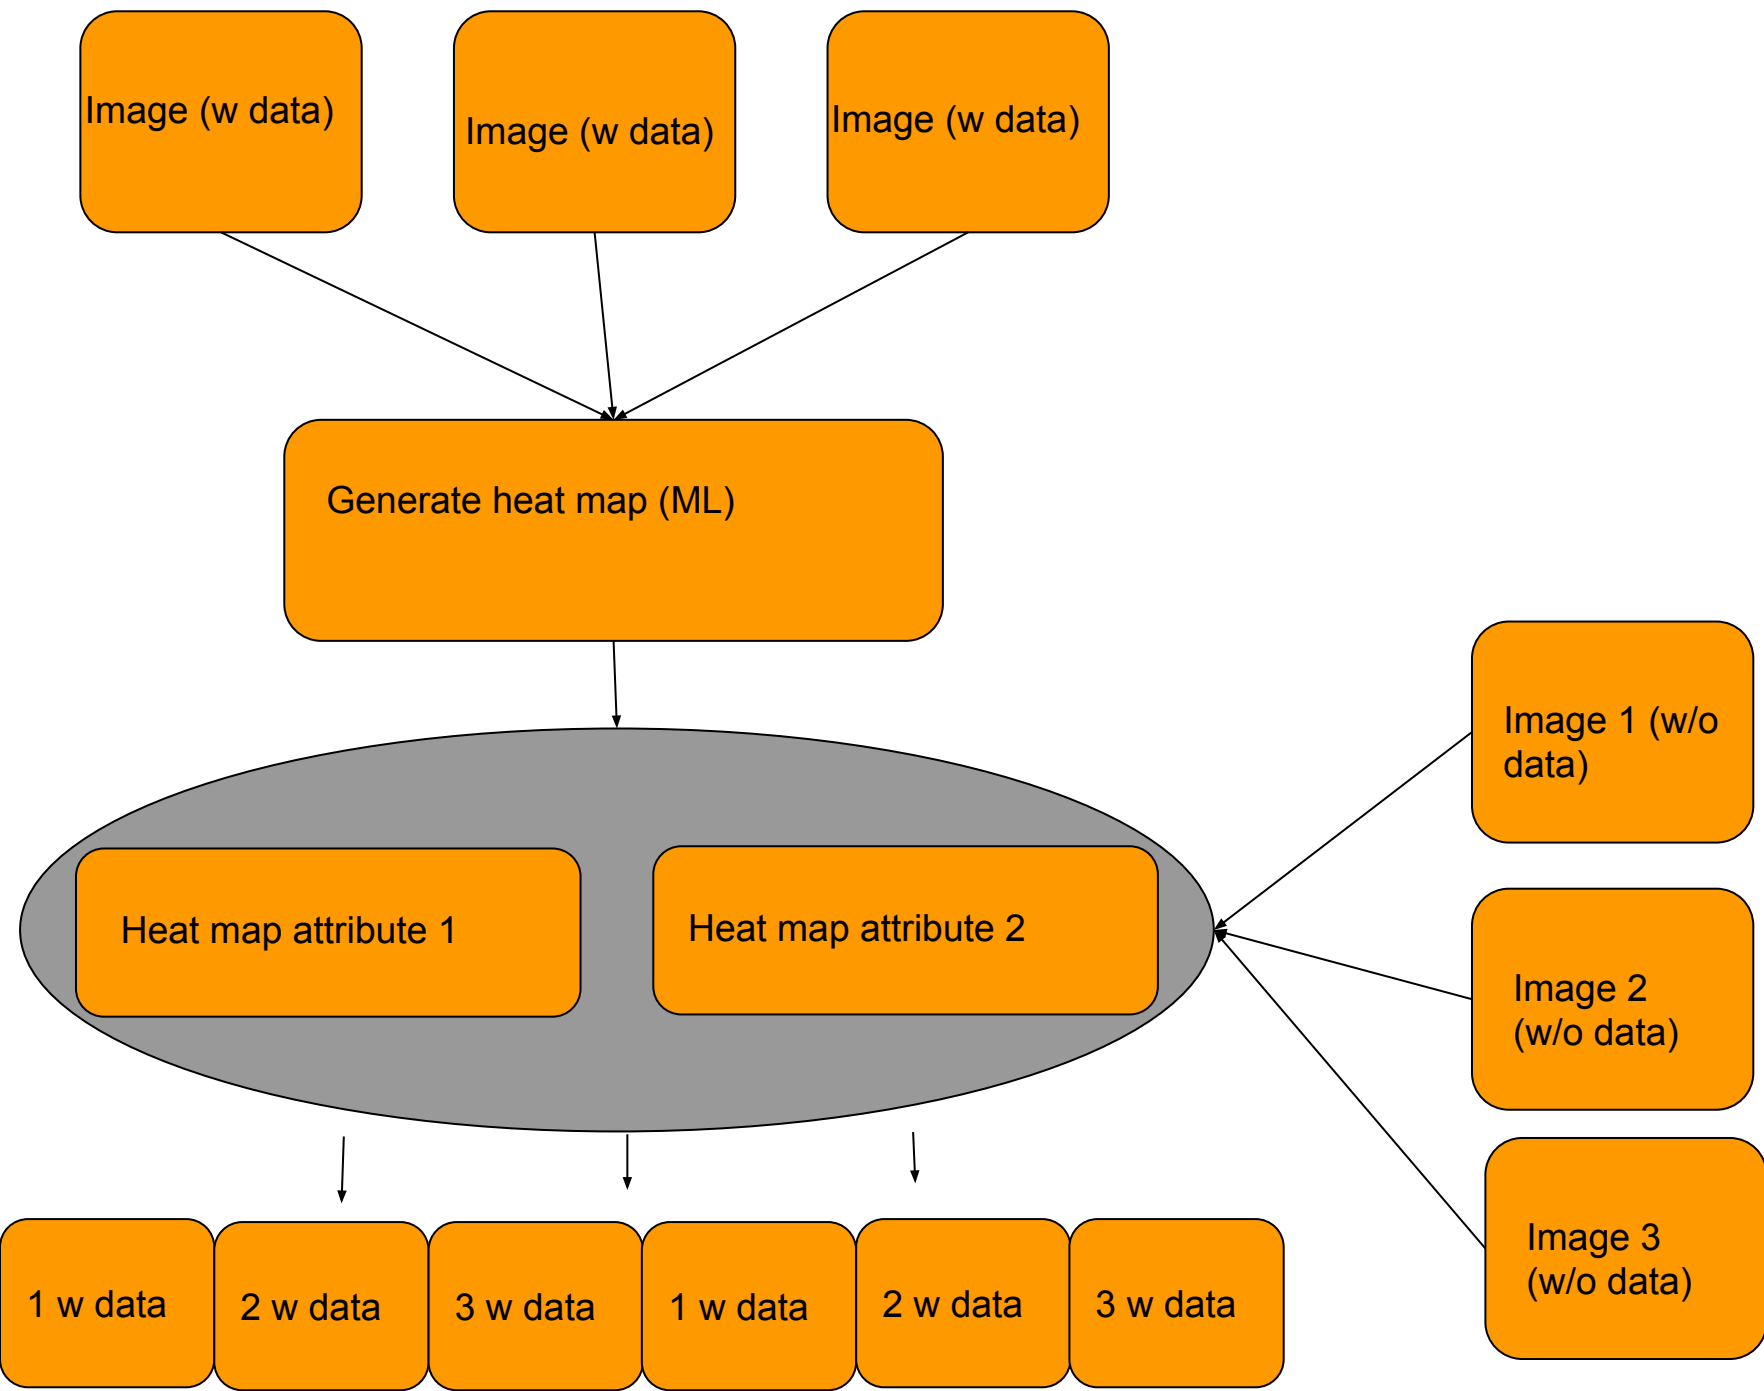 Image (w data)
Image (w data)
Image (w data)
Generate heat map (ML)
Image 1 (w/o
data)
Heat map attribute 1
Heat map attribute 2
Image 2
(w/o data)
Image 3
(w/o data)
1 w data
2 w data
3 w data
1 w data
2 w data
3 w data